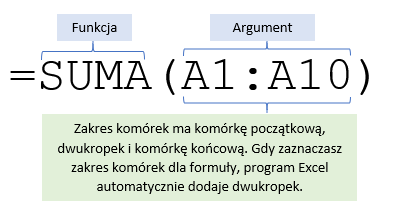 Funkcja
Argument
=SUMA(A1:A10)
Zakres komórek ma komórkę początkową,
dwukropek i komórkę końcową. Gdy zaznaczasz
zakres komórek dla formuły, program Excel
automatycznie dodaje dwukropek.